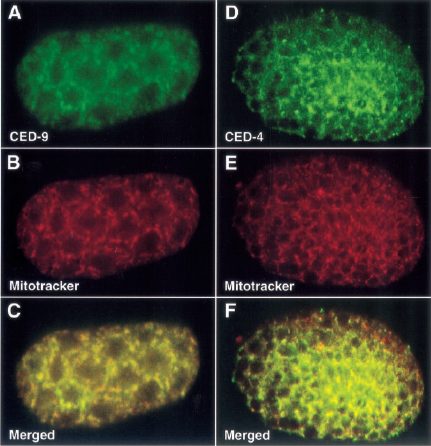 A
CED-9
D
CED-4
B
Mitotracker
E
Mitotracker
C
Merged
F
Merged